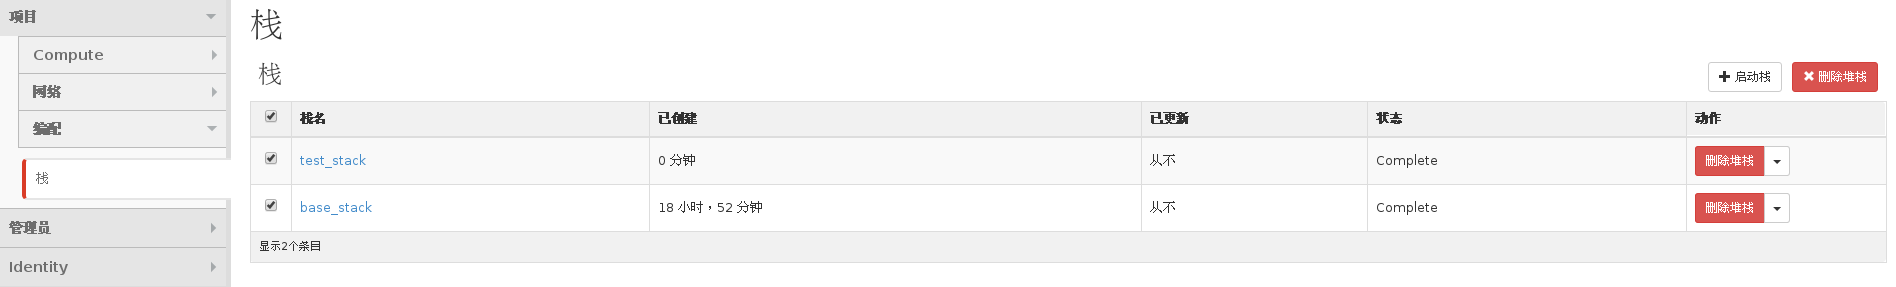 项目
Compute
网络
编配
栈
管理员
Identity
栈
栈
启动栈 删除堆栈
栈名 已创建 已更新 状态 动作
test_stack 0 分钟 从不 Complete 删除堆栈
base_stack 18 小时，52 分钟 从不 Complete 删除堆栈
显示2个条目